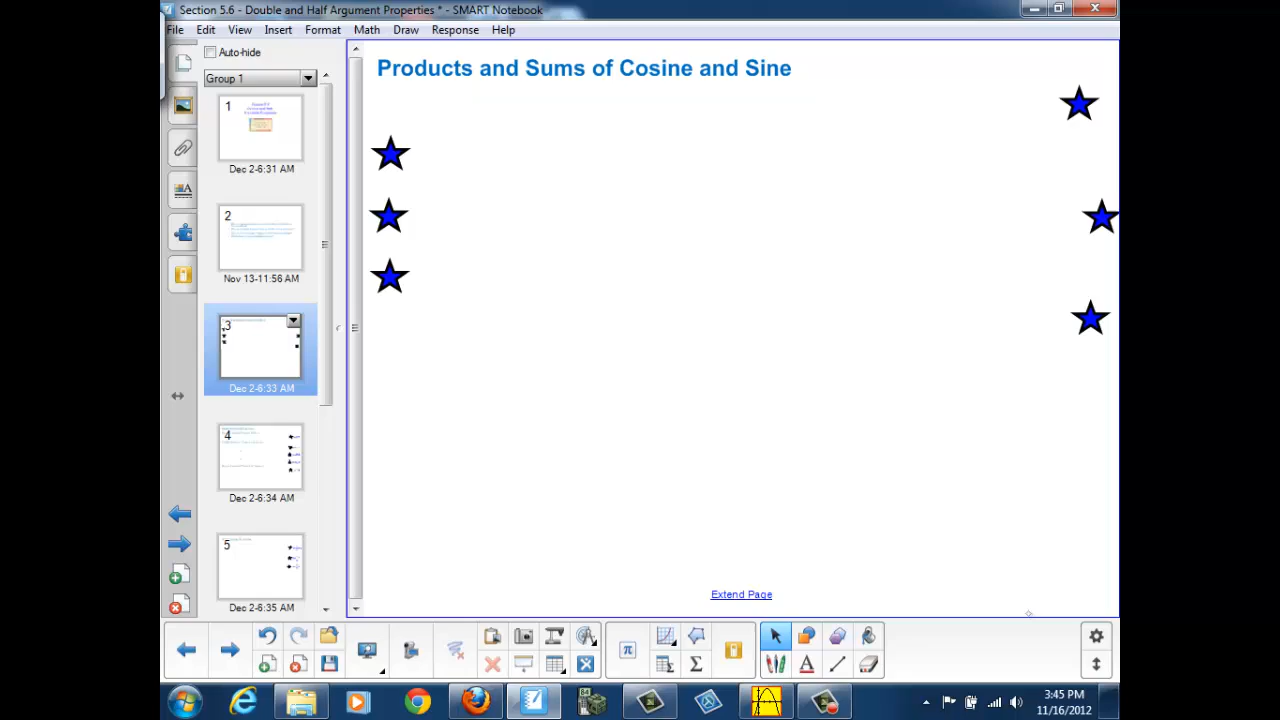 Section 5.6 - Double and Half Argument Properties * - SMART Notebook
File Edit View Insert Format Math Draw Response Help
Auto-hide
Group 1
Products and Sums of Cosine and Sine
1
Dec 2-6:31 AM
2
Nov 13-11:56 AM
3
Dec 2-6:33 AM
4
Dec 2-6:34 AM
5
Dec 2-6:35 AM
Extend Page
3:45 PM
11/16/2012